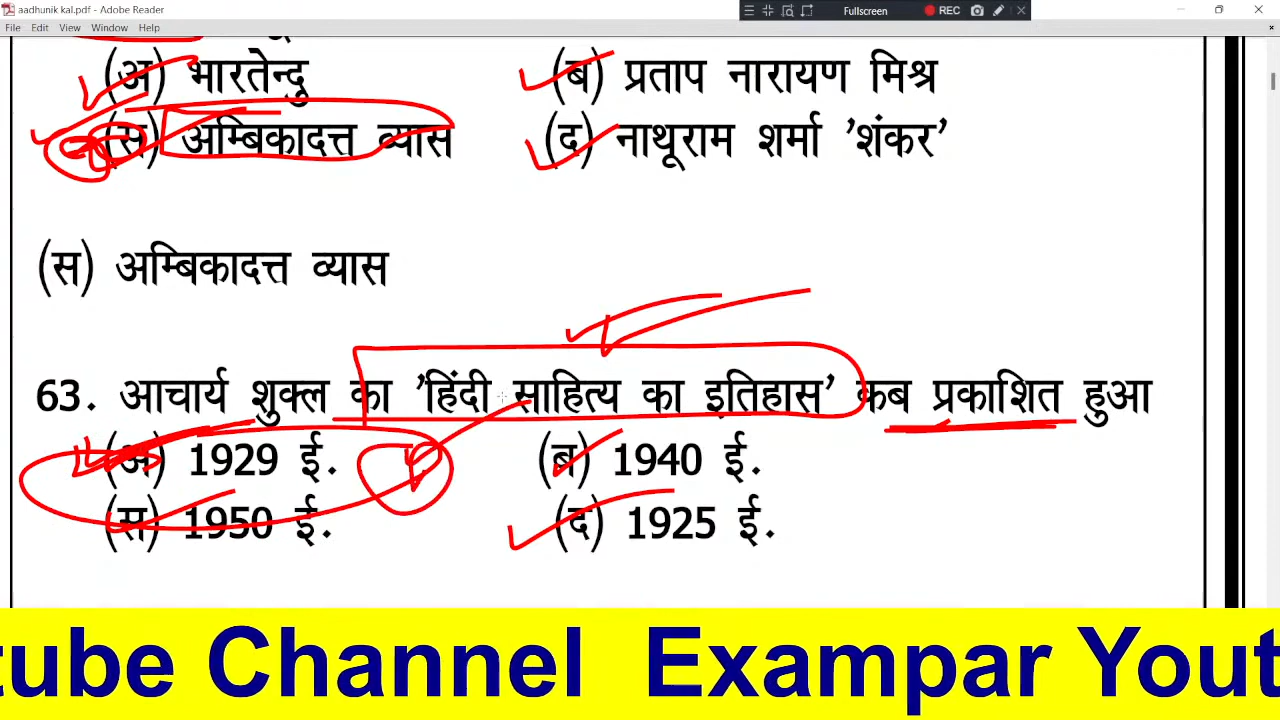 aadhunik kal.pdf - Adobe Reader
Fullscreen REC
File Edit View Window Help
(अ) भारतेन्दु (ब) प्रताप नारायण मिश्र
(स) अम्बिकादत्त व्यास (द) नाथूराम शर्मा 'शंकर'
(स) अम्बिकादत्त व्यास
63. आचार्य शुक्ल का 'हिंदी साहित्य का इतिहास' कब प्रकाशित हुआ
(अ) 1929 ई. (ब) 1940 ई.
(स) 1950 ई. (द) 1925 ई.
tube Channel Exampar Yout